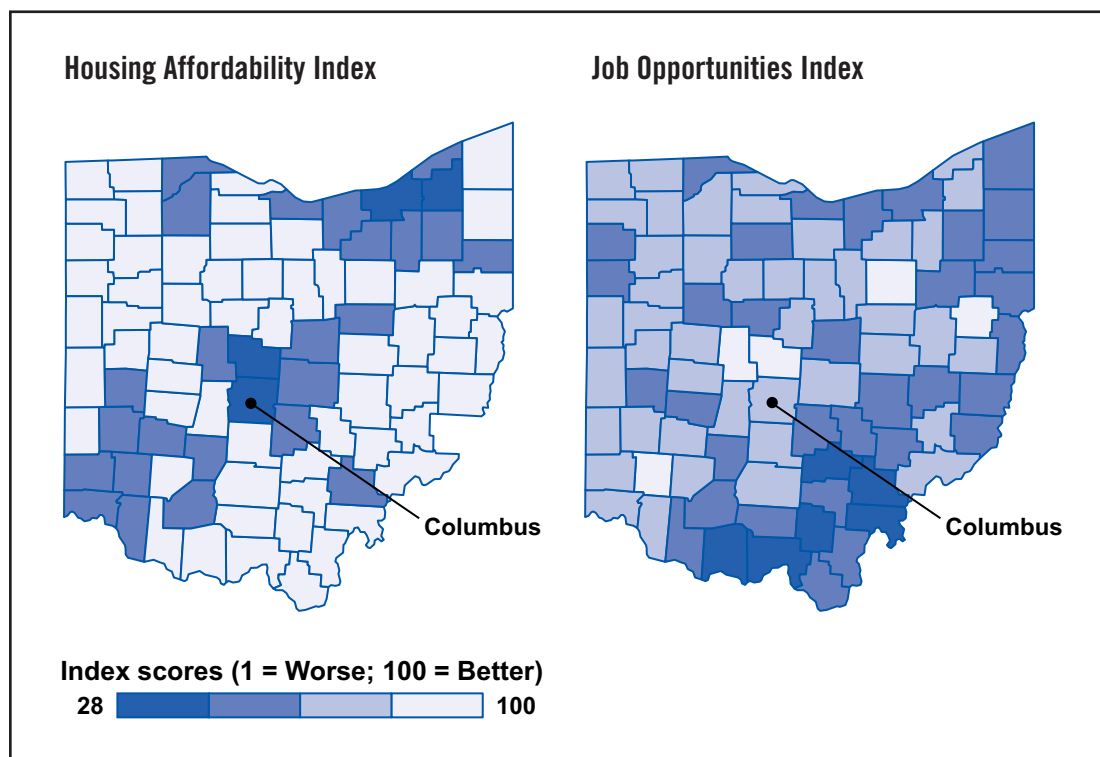 Housing Affordability Index
Job Opportunities Index
Columbus
Columbus
Index scores (1 = Worse; 100 = Better)
28
100